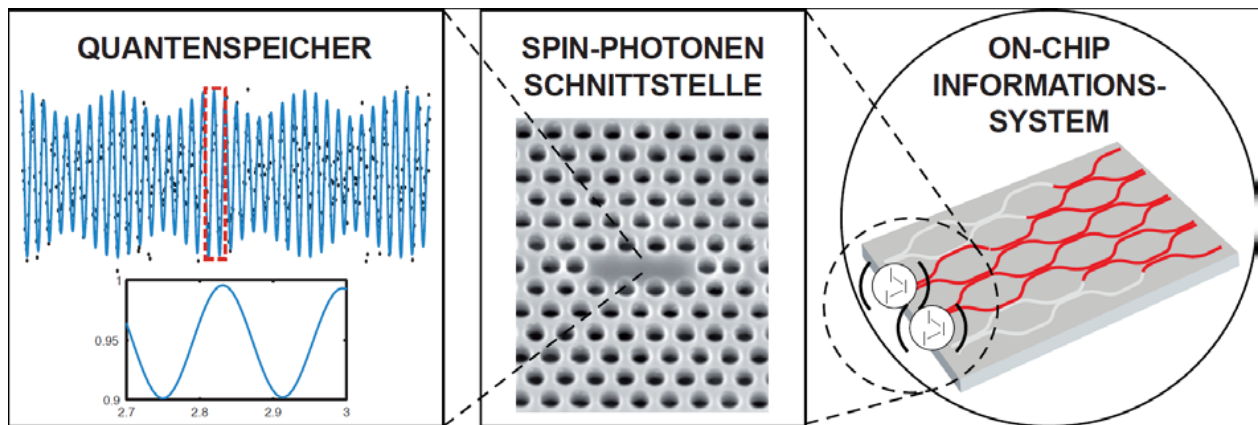 QUANTENSPEICHER
1
0.95
0.9
2.7 2.8 2.9 3
SPIN-PHOTONEN
SCHNITTSTELLE
ON-CHIP
INFORMATIONS-
SYSTEM